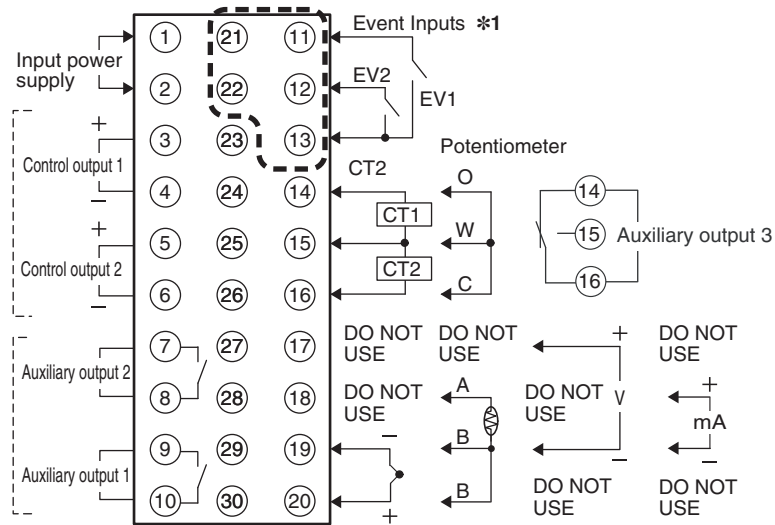 1 21 11 Event Inputs *1
Input power
supply
2 22 12 EV2
EV1
+
3 23 13
Control output 1
Potentiometer
CT2
4 24 14 O
−
CT1
14
+
5 25 15 W
15 Auxiliary output 3
Control output 2
CT2
6 26 16 C
16
−
7 27 17 DO NOT
USE
DO NOT
USE
+
DO NOT
USE
Auxiliary output 2
8 28 18 DO NOT
USE
A
DO NOT
USE
V
+
mA
9 29 19 −
B
−
−
Auxiliary output 1
10 30 20 +
B
DO NOT
USE
DO NOT
USE